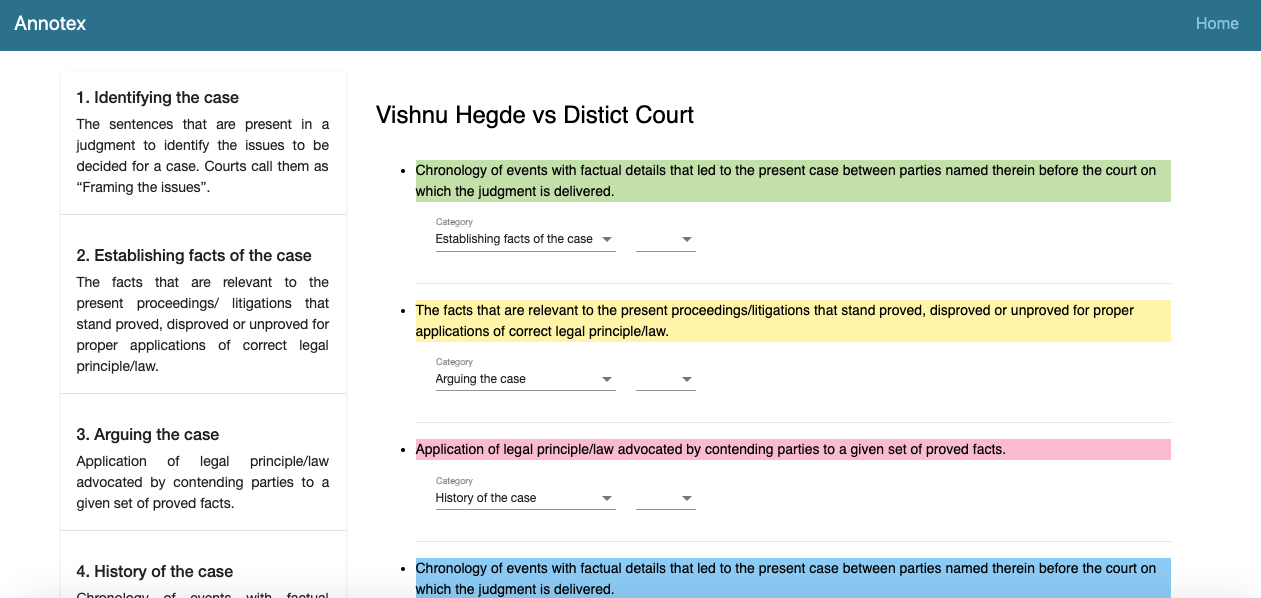 Annotex
Home
1. Identifying the case
The sentences that are present in a
judgment to identify the issues to be
decided for a case. Courts call them as
“Framing the issues”.
2. Establishing facts of the case
The facts that are relevant to the
present proceedings/ litigations that
stand proved, disproved or unproved for
proper applications of correct legal
principle/law.
3. Arguing the case
Application of legal principle/law
advocated by contending parties to a
given set of proved facts.
4. History of the case
Chronology of events with factual
Vishnu Hegde vs Distict Court
Chronology of events with factual details that led to the present case between parties named therein before the court on
which the judgment is delivered.
Category
Establishing facts of the case
The facts that are relevant to the present proceedings/litigations that stand proved, disproved or unproved for proper
applications of correct legal principle/law.
Category
Arguing the case
Application of legal principle/law advocated by contending parties to a given set of proved facts.
Category
History of the case
Chronology of events with factual details that led to the present case between parties named therein before the court on
which the judgment is delivered.